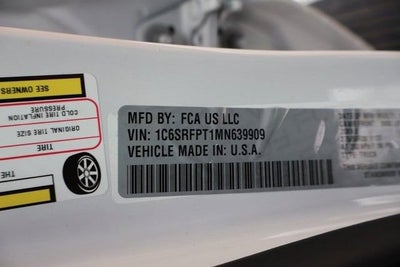 MFD BY: FCA US LLC
VIN: 1C6SRFPT1MN639909
VEHICLE MADE IN: U.S.A.
SEE OWNERS
COLD TIRE INFLATION
ORIGINAL TIRE SIZE
TIRE
THE